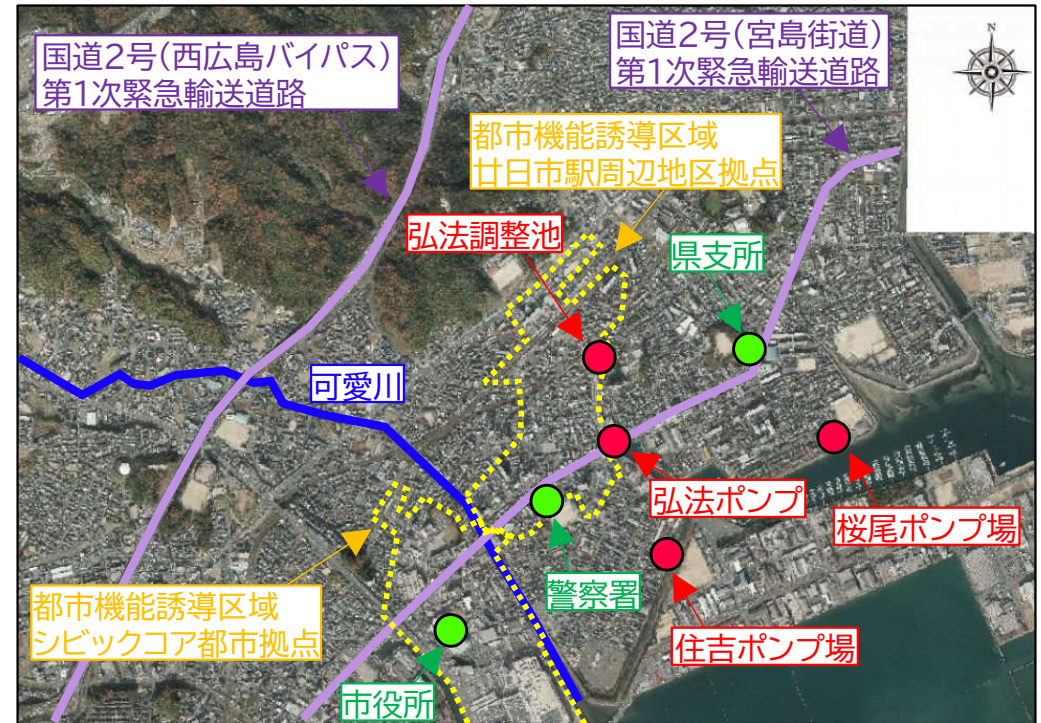 国道2号(西広島バイパス)
第1次緊急輸送道路
国道2号(宮島街道)
第1次緊急輸送道路
N
都市機能誘導区域
廿日市駅周辺地区拠点
弘法調整池
県支所
可愛川
弘法ポンプ
桜尾ポンプ場
都市機能誘導区域
シビックコア都市拠点
警察署
住吉ポンプ場
市役所